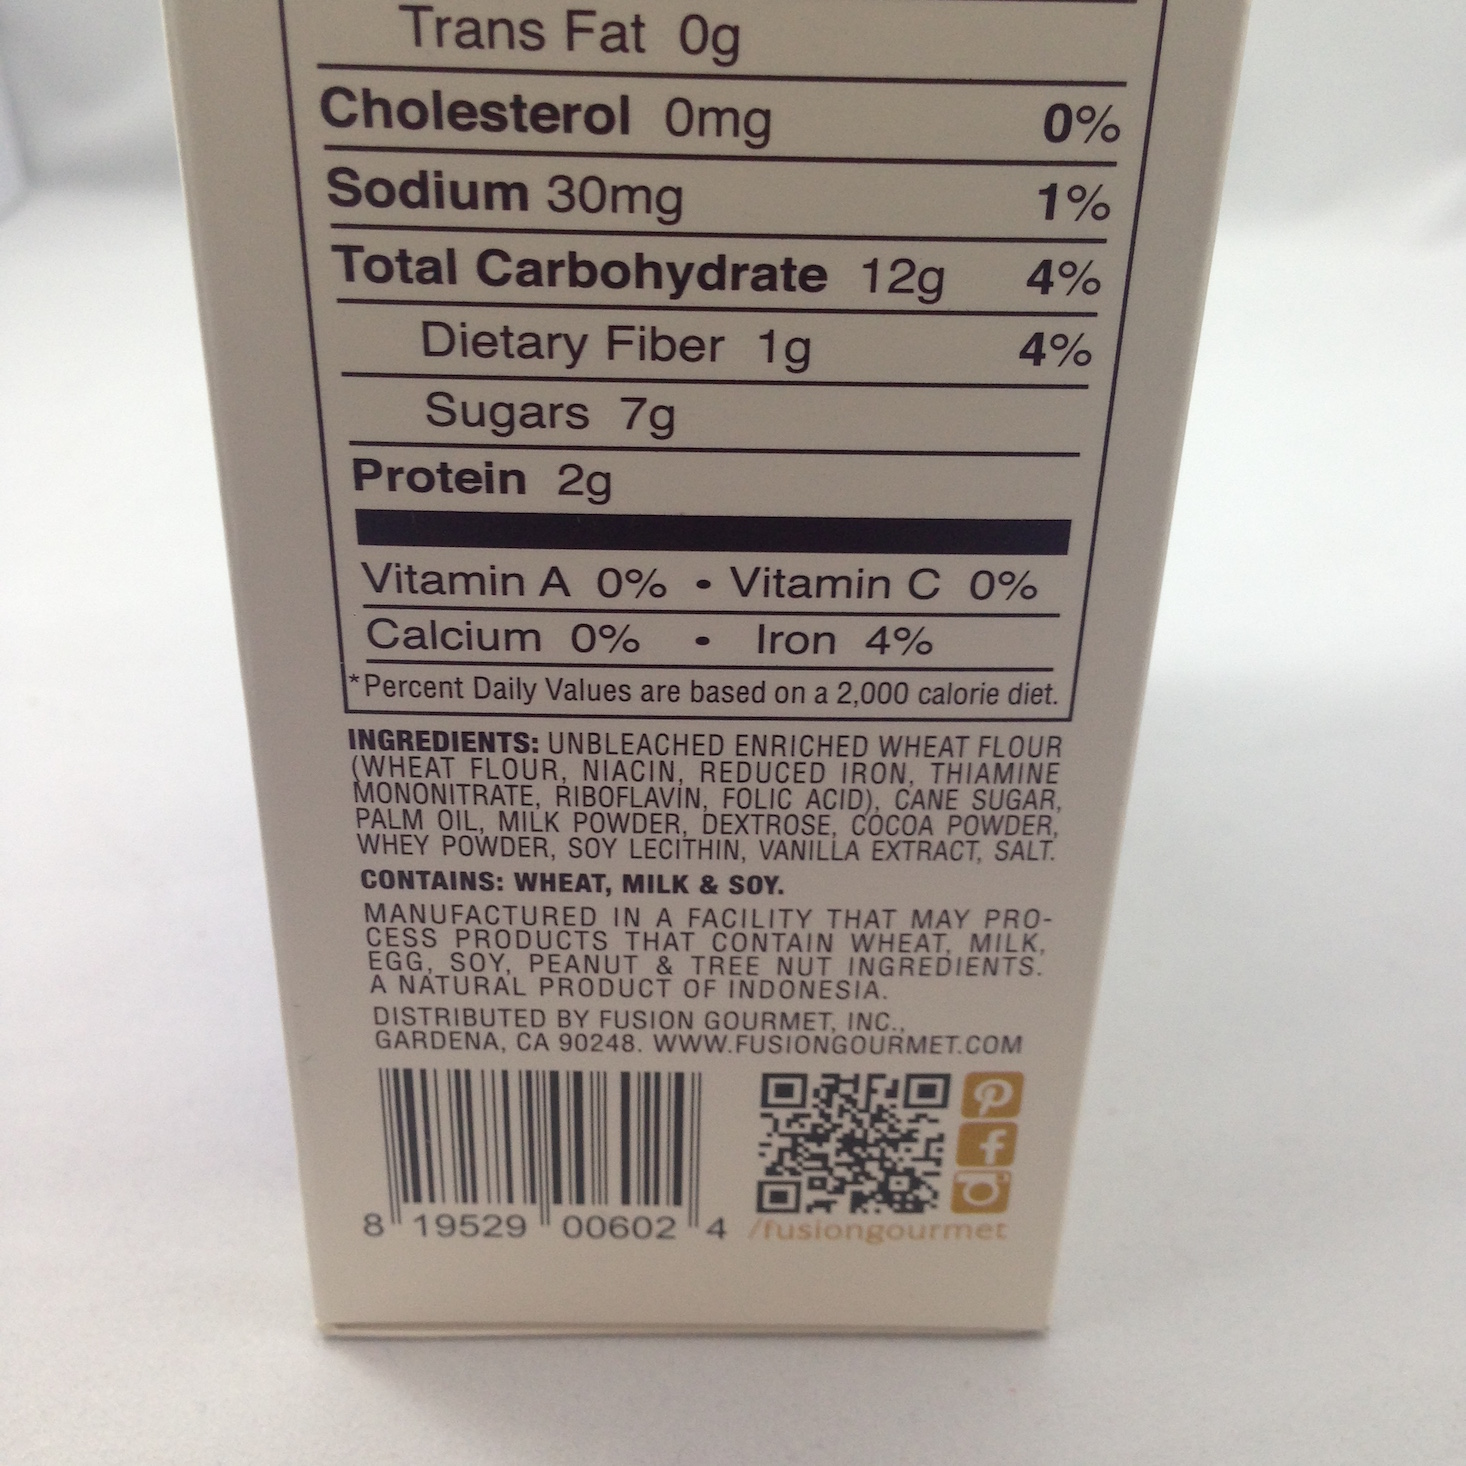 Trans Fat 0g
Cholesterol 0mg 0%
Sodium 30mg 1%
Total Carbohydrate 12g 4%
Dietary Fiber 1g 4%
Sugars 7g
Protein 2g
Vitamin A 0% • Vitamin C 0%
Calcium 0% • Iron 4%
*Percent Daily Values are based on a 2,000 calorie diet.
INGREDIENTS: UNBLEACHED ENRICHED WHEAT FLOUR
(WHEAT FLOUR, NIACIN, REDUCED IRON, THIAMINE
MONONITRATE, RIBOFLAVIN, FOLIC ACID), CANE SUGAR,
PALM OIL, MILK POWDER, DEXTROSE, COCOA POWDER,
WHEY POWDER, SOY LECITHIN, VANILLA EXTRACT, SALT.
CONTAINS: WHEAT, MILK & SOY.
MANUFACTURED IN A FACILITY THAT MAY PRO-
CESS PRODUCTS THAT CONTAIN WHEAT, MILK,
EGG, SOY, PEANUT & TREE NUT INGREDIENTS.
A NATURAL PRODUCT OF INDONESIA.
DISTRIBUTED BY FUSION GOURMET, INC.,
GARDENA, CA 90248. WWW.FUSIONGOURMET.COM
8 19529 00602 4
/fusiongourmet